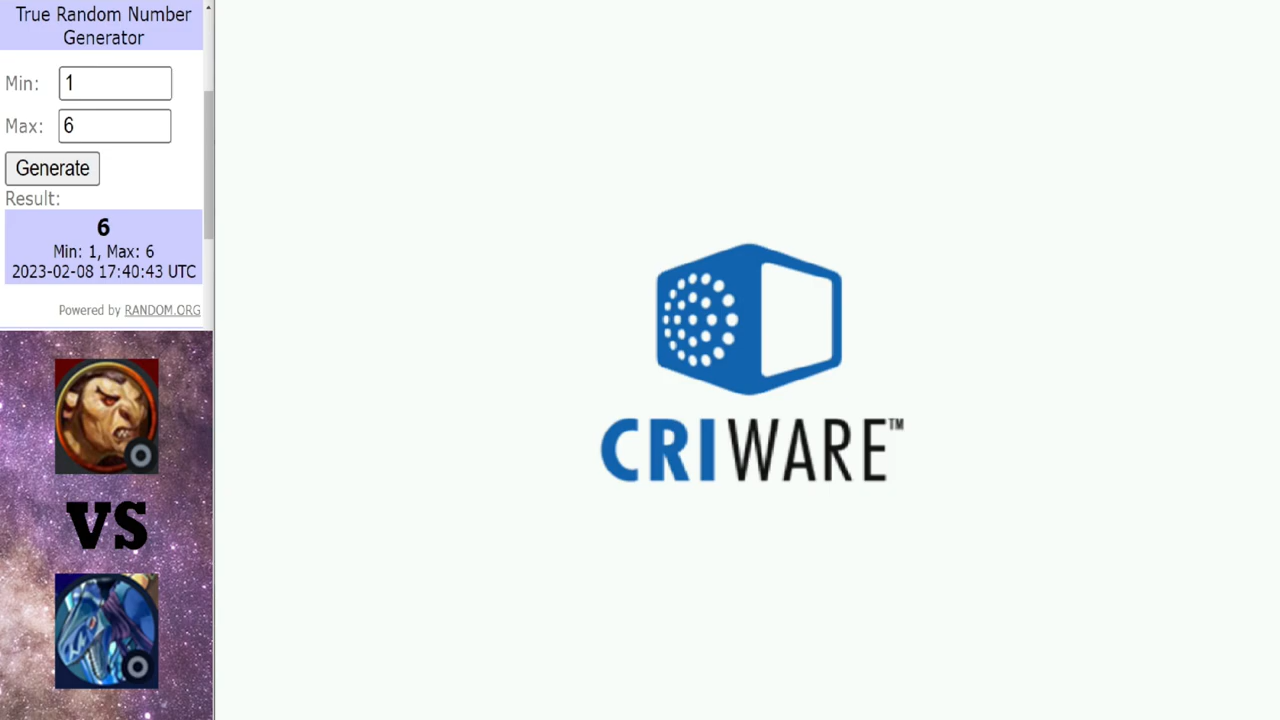 True Random Number
Generator
Min: 1
Max: 6
Generate
Result:
6
Min: 1, Max: 6
2023-02-08 17:40:43 UTC
Powered by RANDOM.ORG
VS
CRIWARE™